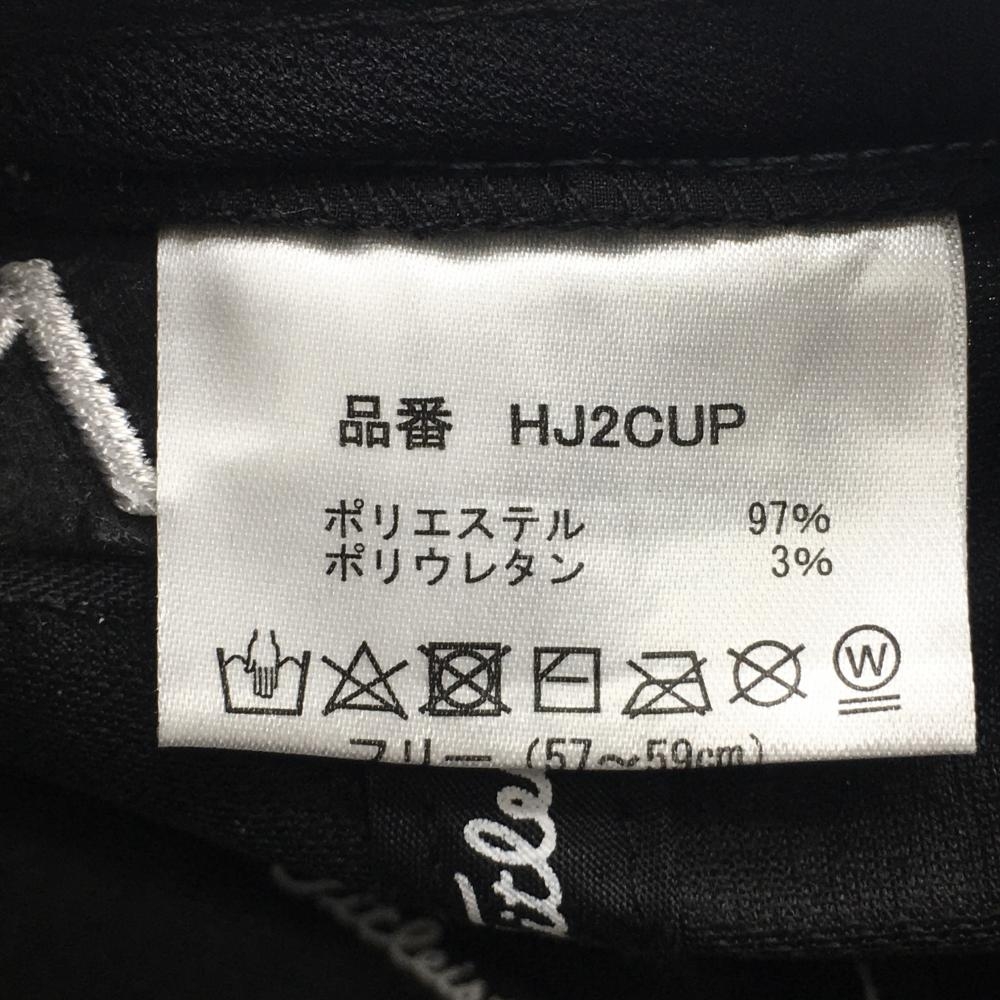 品番 HJ2CUP
ポリエステル 97%
ポリウレタン 3%
W
フリー (57〜59cm)
Titleis